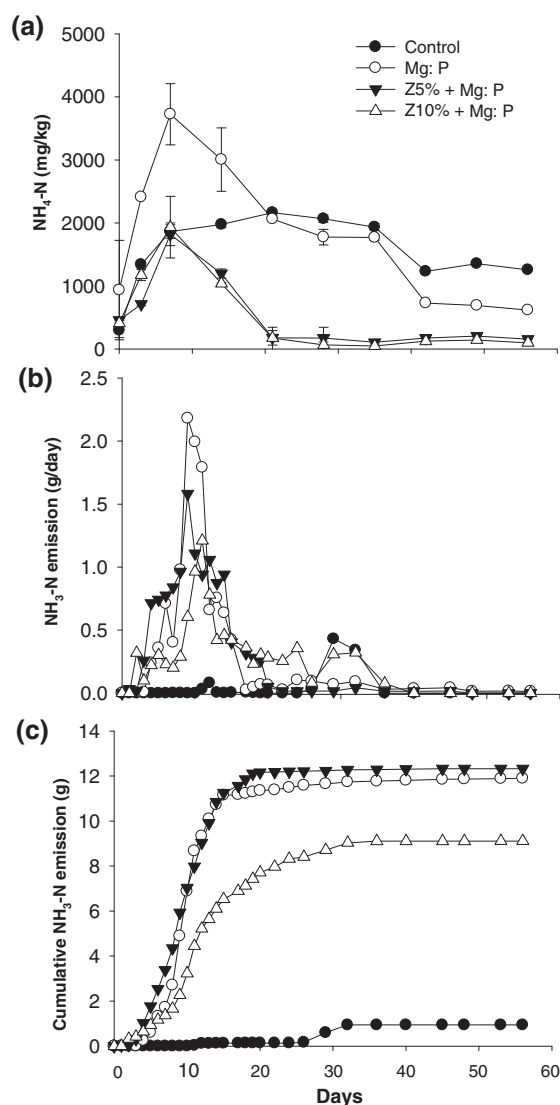 (a)
5000
4000
3000
2000
1000
0
NH₄-N (mg/kg)
Control
Mg: P
Z5% + Mg: P
Z10% + Mg: P
(b)
2.5
2.0
1.5
1.0
0.5
0.0
NH₃-N emission (g/day)
(c)
14
12
10
8
6
4
2
0
Cumulative NH₃-N emission (g)
0 10 20 30 40 50 60
Days